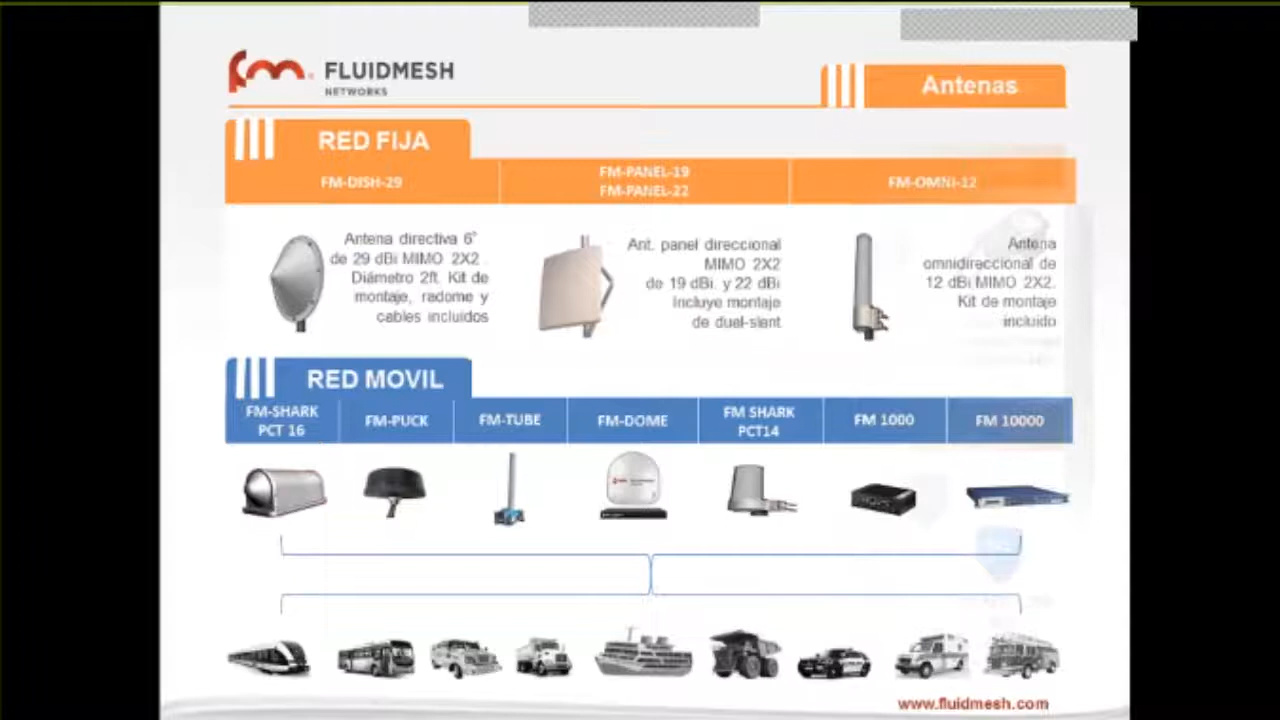 fm FLUIDMESH
NETWORKS
Antenas
RED FIJA
FM-DISH-29
FM-PANEL-19
FM-PANEL-22
FM-OMNI-12
Antena directiva 6°
de 29 dBi MIMO 2X2 .
Diámetro 2ft. Kit de
montaje, radome y
cables incluidos
Ant. panel direccional
MIMO 2X2
de 19 dBi. y 22 dBi
Incluye montaje
de duel-slent
Antena
omnidireccional de
12 dBi MIMO 2X2.
Kit de montaje
incluido
RED MOVIL
FM-SHARK
PCT 16
FM-PUCK
FM-TUBE
FM-DOME
FM SHARK
PCT14
FM 1000
FM 10000
www.fluidmesh.com